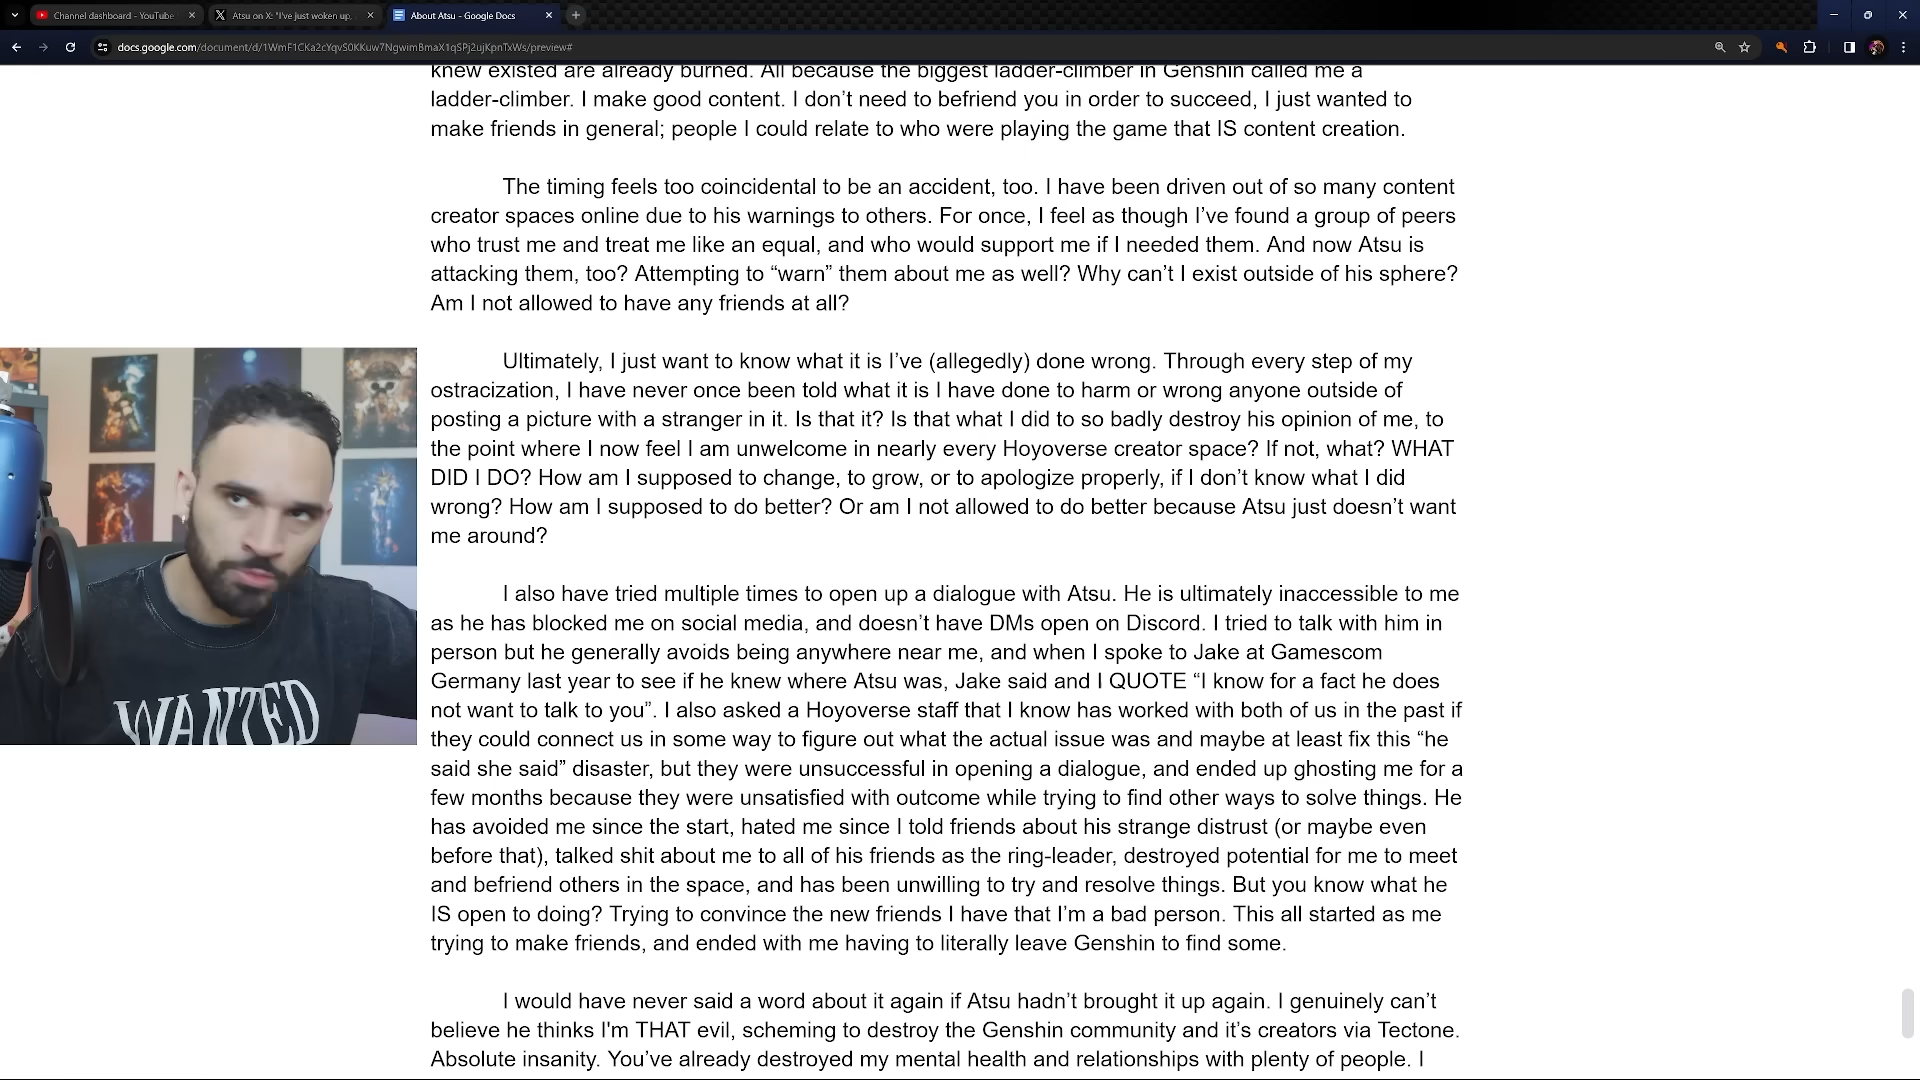 Channel dashboard - YouTube
Atsu on X: "I've just woken up,
About Atsu - Google Docs
docs.google.com/document/d/1WmF1CKa2cYqvS0KKuw7NgwimBmaX1qSPj2ujKpnTxWs/preview#
knew existed are already burned. All because the biggest ladder-climber in Genshin called me a
ladder-climber. I make good content. I don’t need to befriend you in order to succeed, I just wanted to
make friends in general; people I could relate to who were playing the game that IS content creation.
The timing feels too coincidental to be an accident, too. I have been driven out of so many content
creator spaces online due to his warnings to others. For once, I feel as though I’ve found a group of peers
who trust me and treat me like an equal, and who would support me if I needed them. And now Atsu is
attacking them, too? Attempting to “warn” them about me as well? Why can’t I exist outside of his sphere?
Am I not allowed to have any friends at all?
Ultimately, I just want to know what it is I’ve (allegedly) done wrong. Through every step of my
ostracization, I have never once been told what it is I have done to harm or wrong anyone outside of
posting a picture with a stranger in it. Is that it? Is that what I did to so badly destroy his opinion of me, to
the point where I now feel I am unwelcome in nearly every Hoyoverse creator space? If not, what? WHAT
DID I DO? How am I supposed to change, to grow, or to apologize properly, if I don’t know what I did
wrong? How am I supposed to do better? Or am I not allowed to do better because Atsu just doesn’t want
me around?
I also have tried multiple times to open up a dialogue with Atsu. He is ultimately inaccessible to me
as he has blocked me on social media, and doesn’t have DMs open on Discord. I tried to talk with him in
person but he generally avoids being anywhere near me, and when I spoke to Jake at Gamescom
Germany last year to see if he knew where Atsu was, Jake said and I QUOTE “I know for a fact he does
not want to talk to you”. I also asked a Hoyoverse staff that I know has worked with both of us in the past if
they could connect us in some way to figure out what the actual issue was and maybe at least fix this “he
said she said” disaster, but they were unsuccessful in opening a dialogue, and ended up ghosting me for a
few months because they were unsatisfied with outcome while trying to find other ways to solve things. He
has avoided me since the start, hated me since I told friends about his strange distrust (or maybe even
before that), talked shit about me to all of his friends as the ring-leader, destroyed potential for me to meet
and befriend others in the space, and has been unwilling to try and resolve things. But you know what he
IS open to doing? Trying to convince the new friends I have that I’m a bad person. This all started as me
trying to make friends, and ended with me having to literally leave Genshin to find some.
I would have never said a word about it again if Atsu hadn’t brought it up again. I genuinely can’t
believe he thinks I'm THAT evil, scheming to destroy the Genshin community and it’s creators via Tectone.
Absolute insanity. You’ve already destroyed my mental health and relationships with plenty of people. I
WANTED